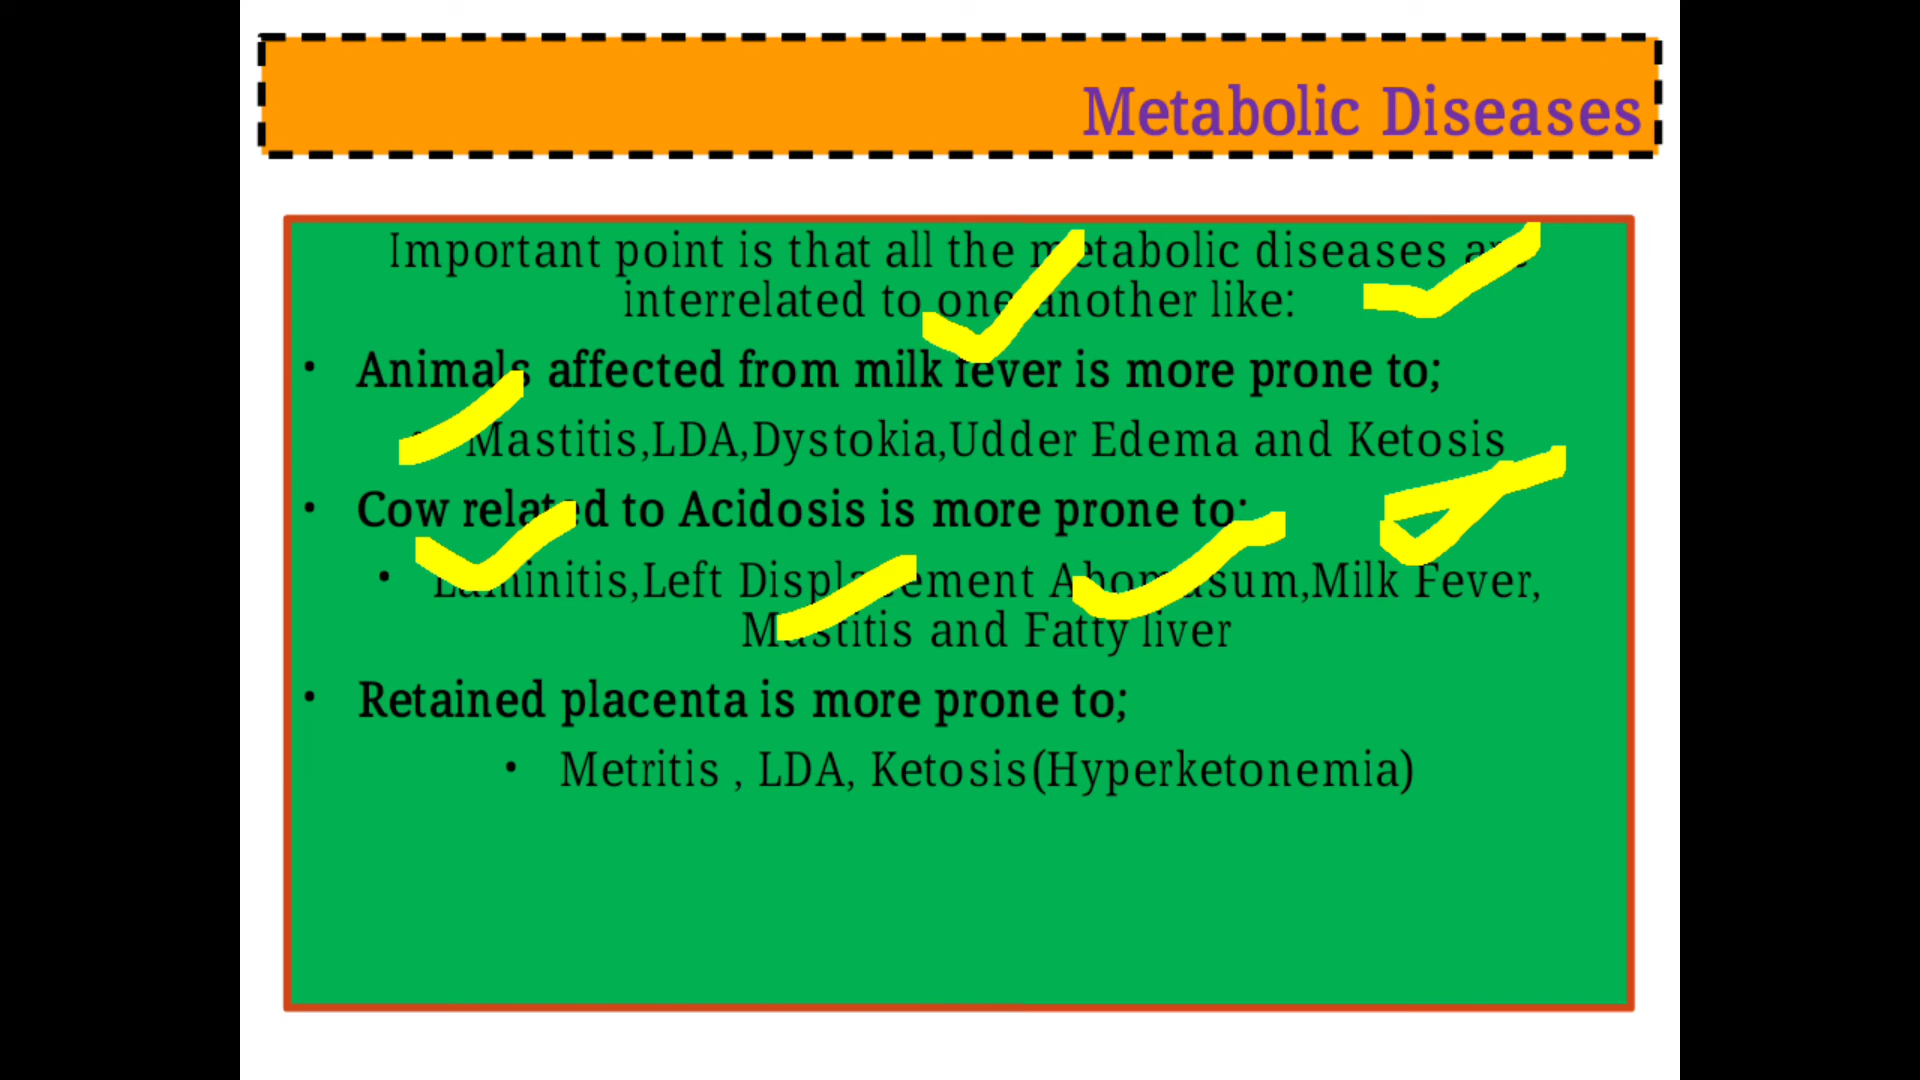 Metabolic Diseases
Important point is that all the metabolic diseases are
interrelated to one another like:
• Animals affected from milk fever is more prone to;
Mastitis,LDA,Dystokia,Udder Edema and Ketosis
• Cow related to Acidosis is more prone to:
• Laminitis,Left Displacement Abomasum,Milk Fever,
Mastitis and Fatty liver
• Retained placenta is more prone to;
• Metritis , LDA, Ketosis(Hyperketonemia)